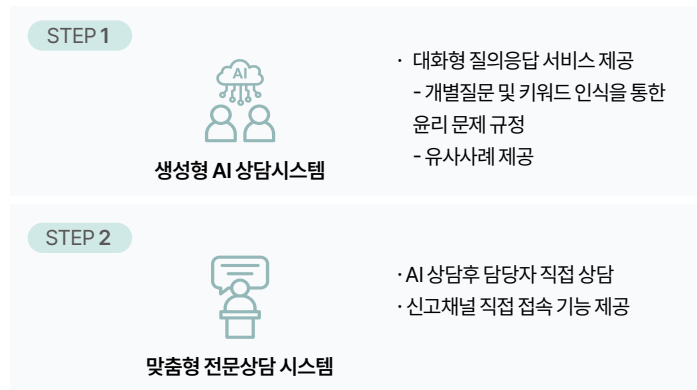 STEP 1
AI
생성형 AI 상담시스템
· 대화형 질의응답 서비스 제공
- 개별질문 및 키워드 인식을 통한
윤리 문제 규정
- 유사사례 제공
STEP 2
맞춤형 전문상담 시스템
· AI 상담후 담당자 직접 상담
· 신고채널 직접 접속 기능 제공